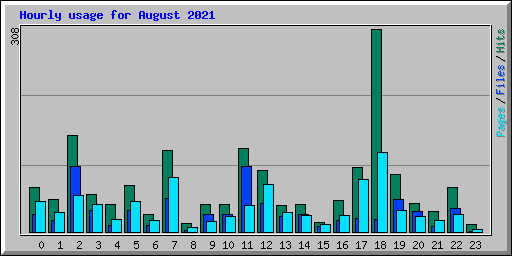 Hourly usage for August 2021
308
Pages / Files / Hits
0 1 2 3 4 5 6 7 8 9 10 11 12 13 14 15 16 17 18 19 20 21 22 23